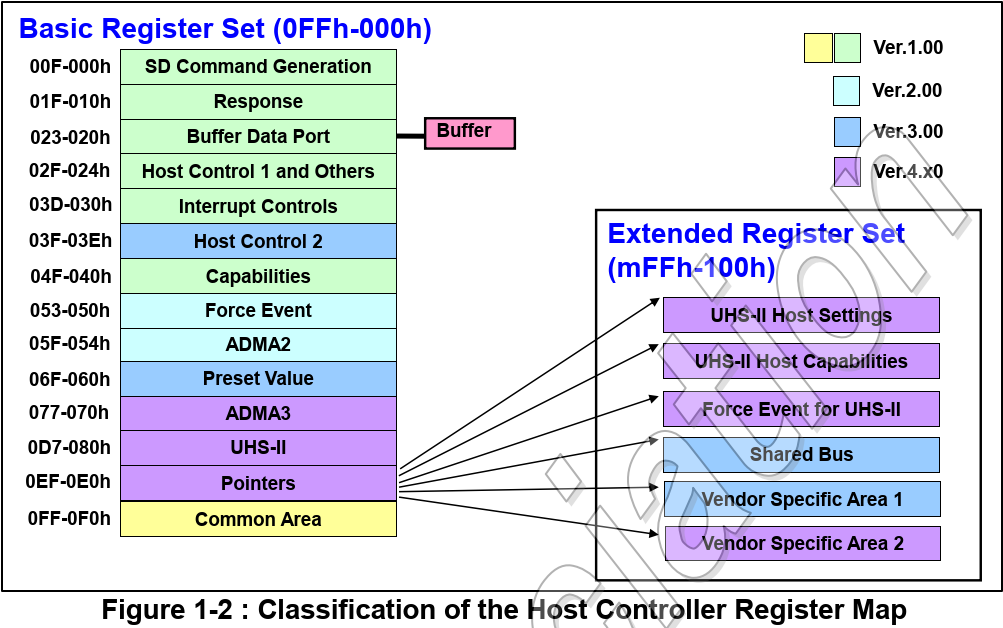 Basic Register Set (0FFh-000h)
00F-000h SD Command Generation
01F-010h Response
023-020h Buffer Data Port Buffer
02F-024h Host Control 1 and Others
03D-030h Interrupt Controls
03F-03Eh Host Control 2
04F-040h Capabilities
053-050h Force Event
05F-054h ADMA2
06F-060h Preset Value
077-070h ADMA3
0D7-080h UHS-II
0EF-0E0h Pointers
0FF-0F0h Common Area
Ver.1.00
Ver.2.00
Ver.3.00
Ver.4.x0
Extended Register Set
(mFFh-100h)
UHS-II Host Settings
UHS-II Host Capabilities
Force Event for UHS-II
Shared Bus
Vendor Specific Area 1
Vendor Specific Area 2
ciation
Figure 1-2 : Classification of the Host Controller Register Map